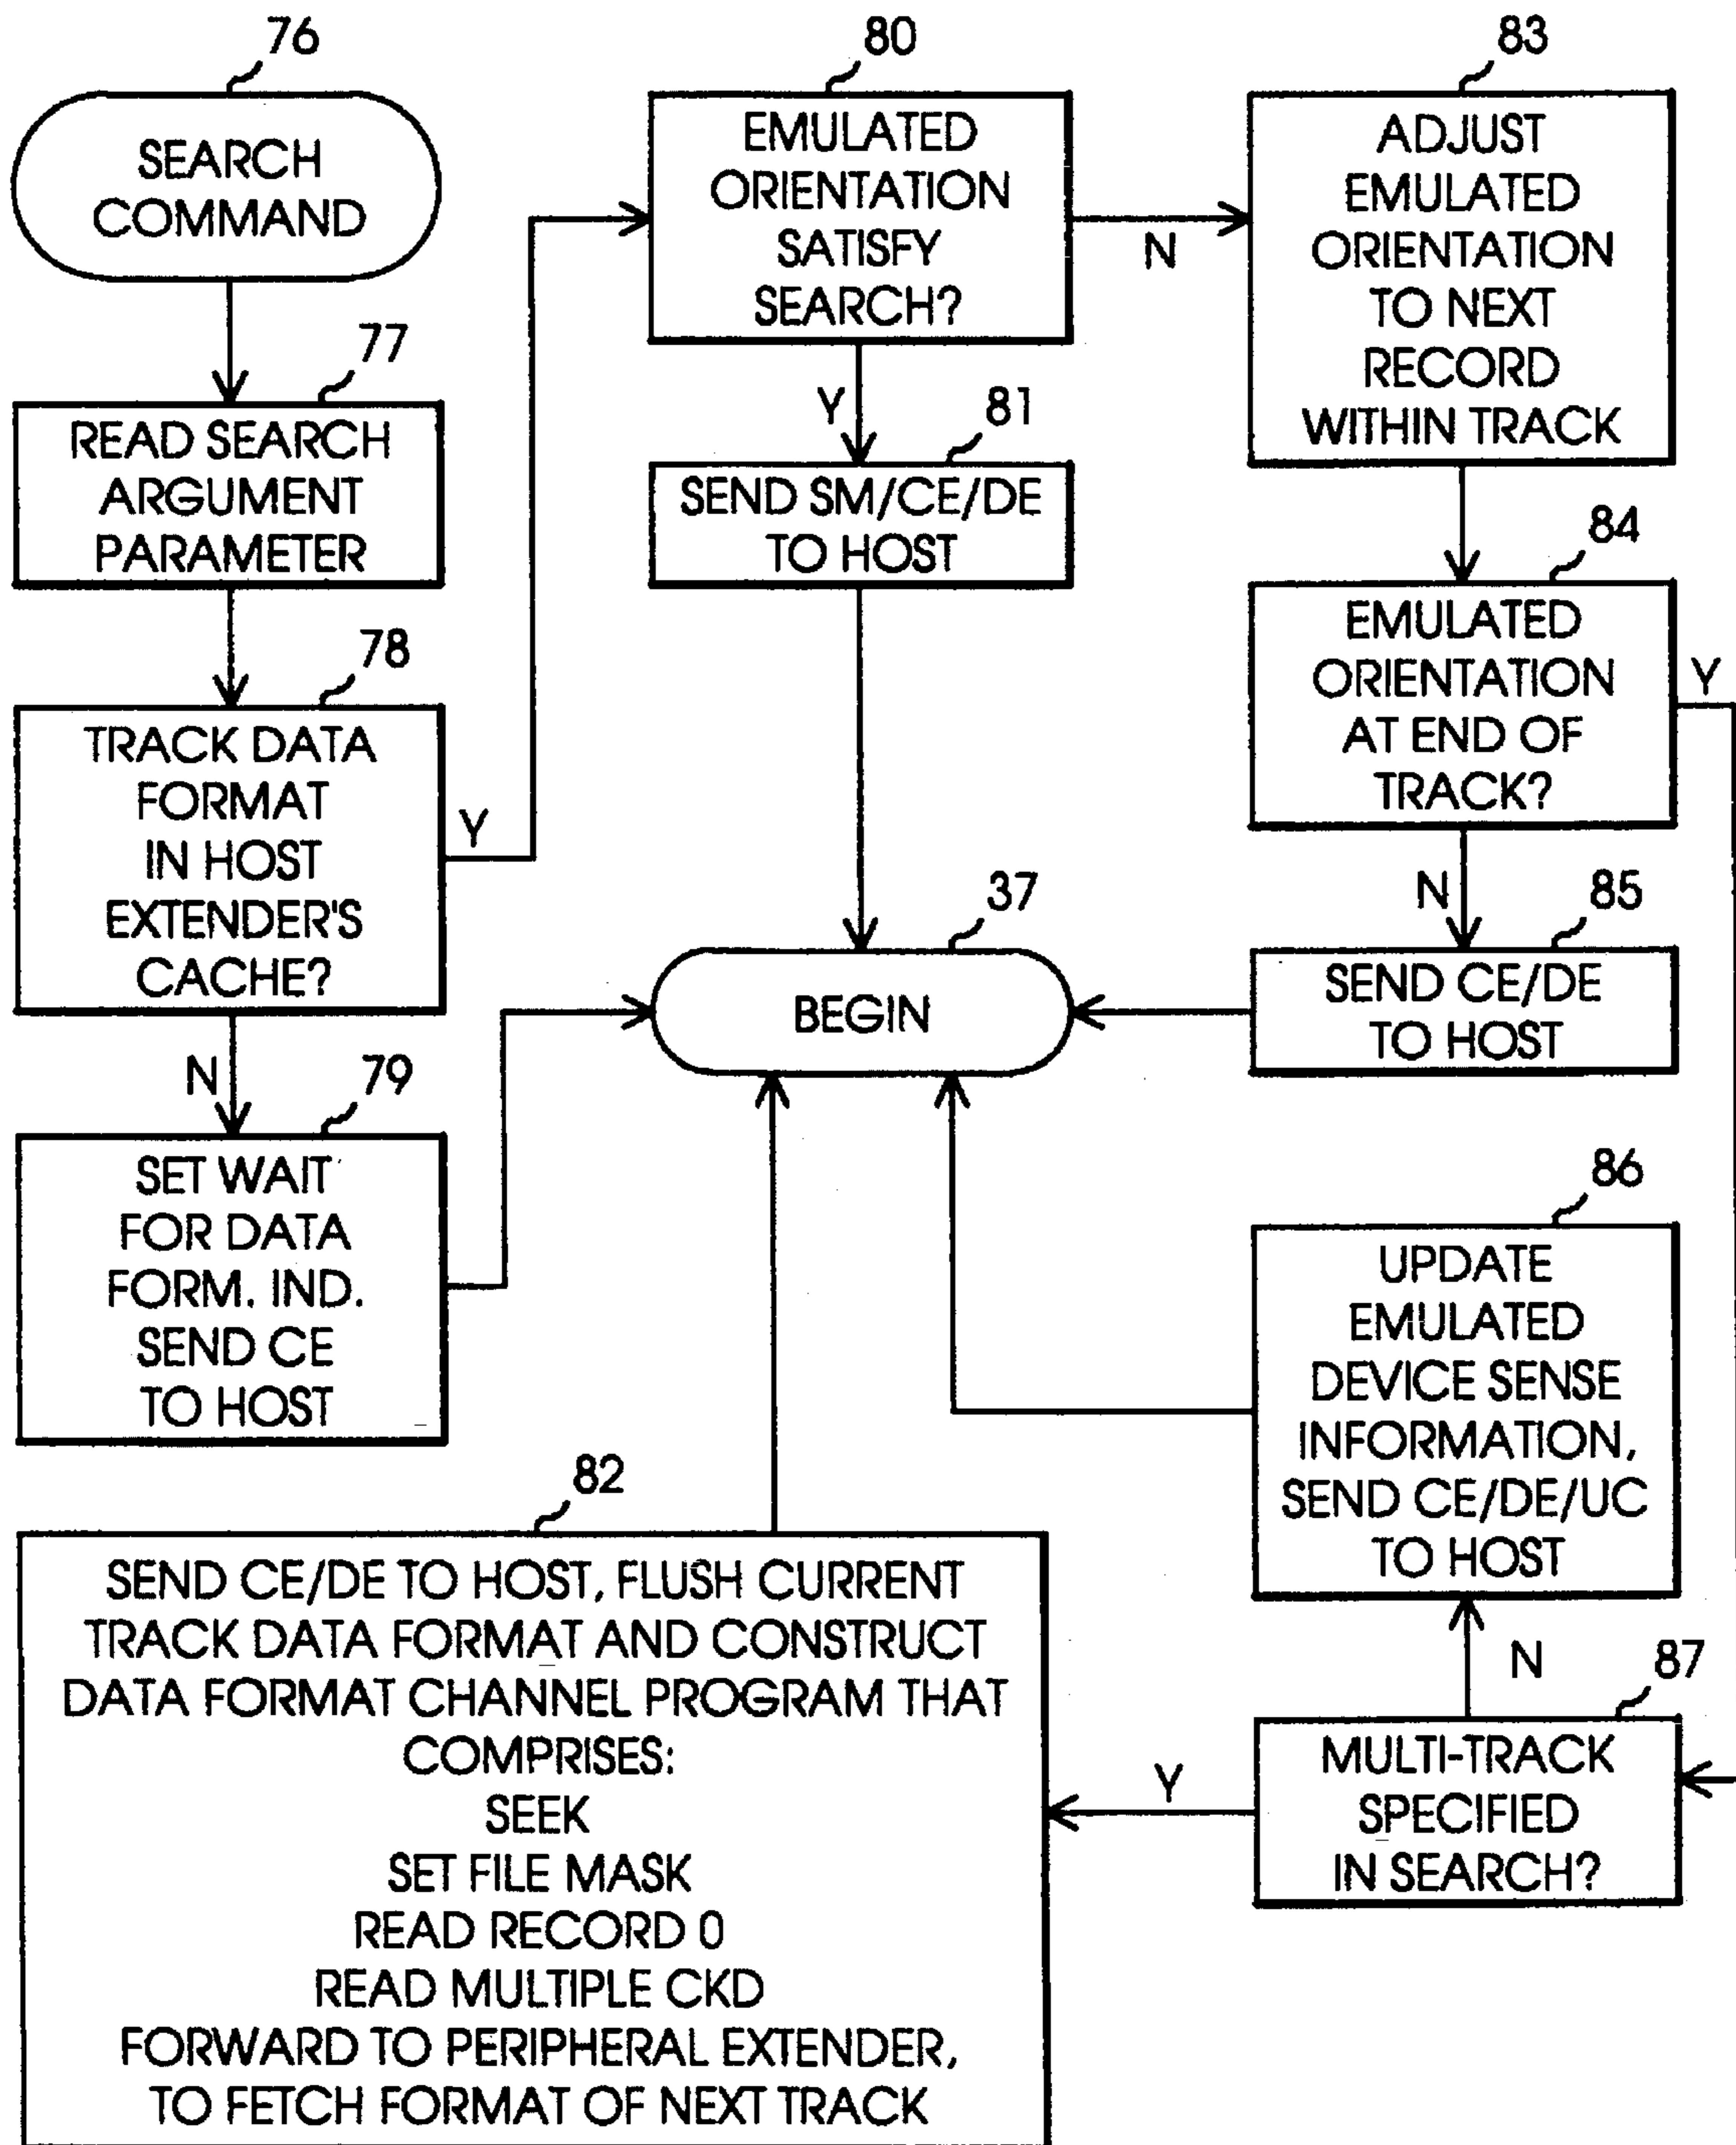 76
SEARCH
COMMAND
77
READ SEARCH
ARGUMENT
PARAMETER
78
TRACK DATA
FORMAT
IN HOST
EXTENDER'S
CACHE?
Y
N
79
SET WAIT
FOR DATA
FORM. IND.
SEND CE
TO HOST
80
EMULATED
ORIENTATION
SATISFY
SEARCH?
N
Y
81
SEND SM/CE/DE
TO HOST
37
BEGIN
83
ADJUST
EMULATED
ORIENTATION
TO NEXT
RECORD
WITHIN TRACK
84
EMULATED
ORIENTATION
AT END OF
TRACK?
Y
N
85
SEND CE/DE
TO HOST
86
UPDATE
EMULATED
DEVICE SENSE
INFORMATION,
SEND CE/DE/UC
TO HOST
N
87
MULTI-TRACK
SPECIFIED
IN SEARCH?
Y
82
SEND CE/DE TO HOST, FLUSH CURRENT
TRACK DATA FORMAT AND CONSTRUCT
DATA FORMAT CHANNEL PROGRAM THAT
COMPRISES:
SEEK
SET FILE MASK
READ RECORD 0
READ MULTIPLE CKD
FORWARD TO PERIPHERAL EXTENDER,
TO FETCH FORMAT OF NEXT TRACK